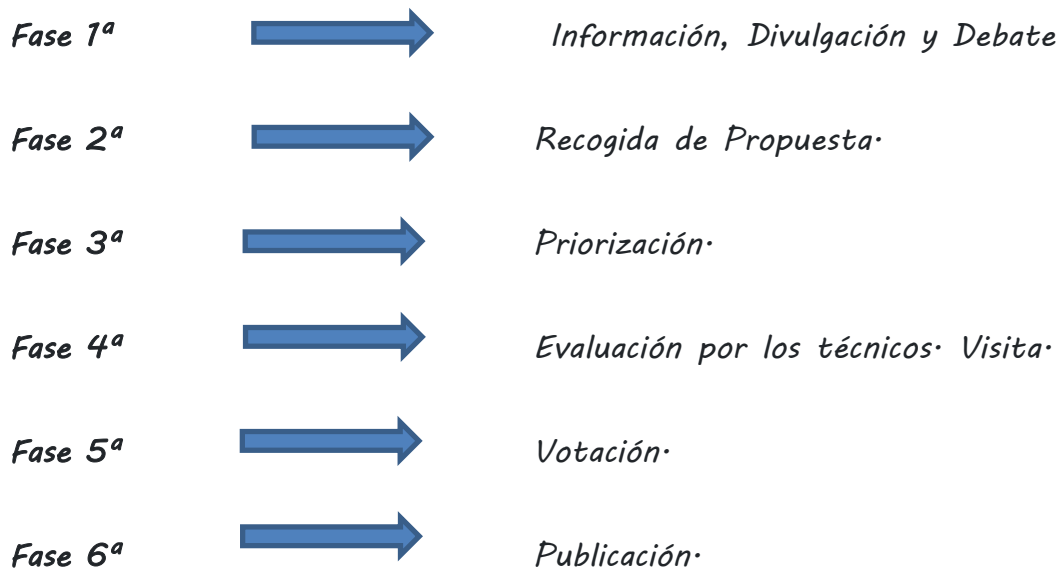 Fase 1ª Información, Divulgación y Debate
Fase 2ª Recogida de Propuesta.
Fase 3ª Priorización.
Fase 4ª Evaluación por los técnicos. Visita.
Fase 5ª Votación.
Fase 6ª Publicación.